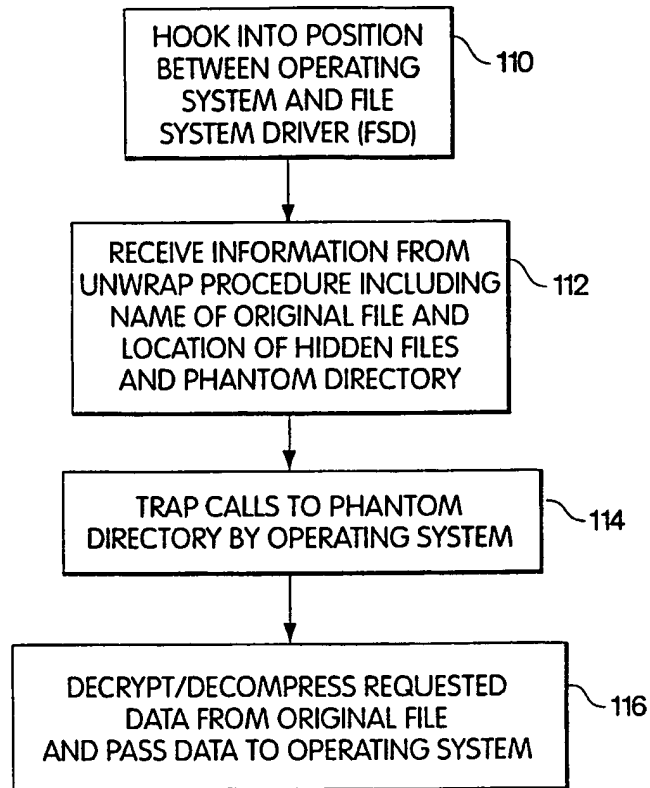 HOOK INTO POSITION
BETWEEN OPERATING
SYSTEM AND FILE
SYSTEM DRIVER (FSD)
110
RECEIVE INFORMATION FROM
UNWRAP PROCEDURE INCLUDING
NAME OF ORIGINAL FILE AND
LOCATION OF HIDDEN FILES
AND PHANTOM DIRECTORY
112
TRAP CALLS TO PHANTOM
DIRECTORY BY OPERATING SYSTEM
114
DECRYPT/DECOMPRESS REQUESTED
DATA FROM ORIGINAL FILE
AND PASS DATA TO OPERATING SYSTEM
116